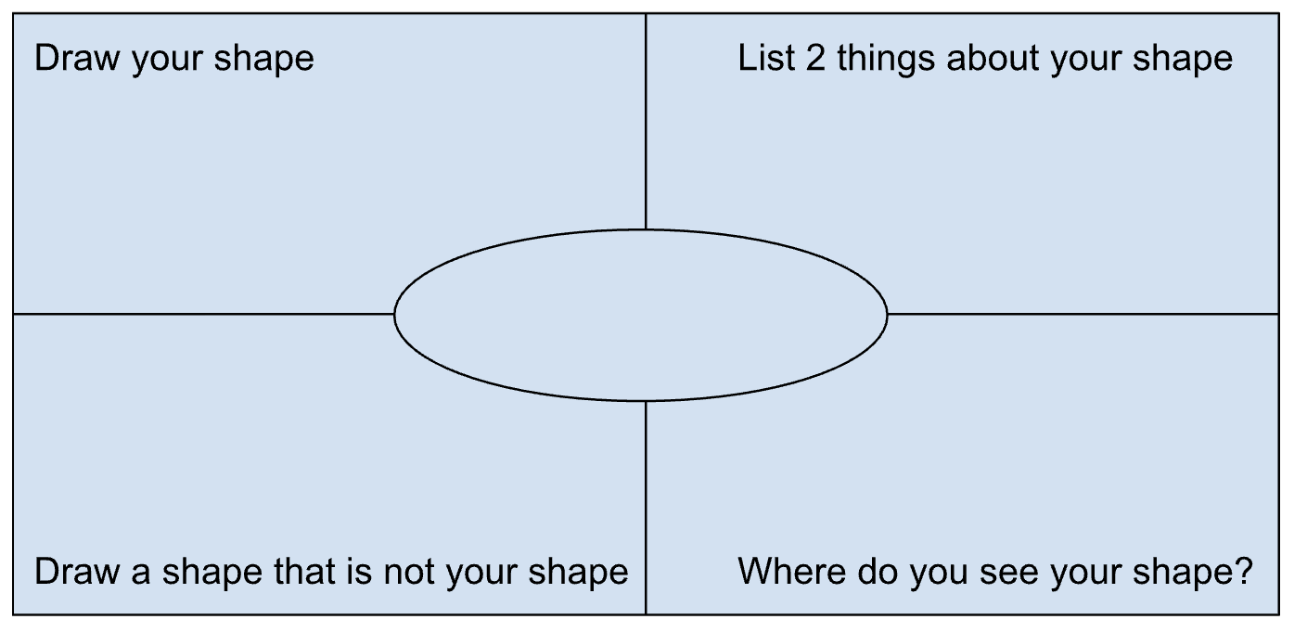 Draw your shape
List 2 things about your shape
Draw a shape that is not your shape
Where do you see your shape?